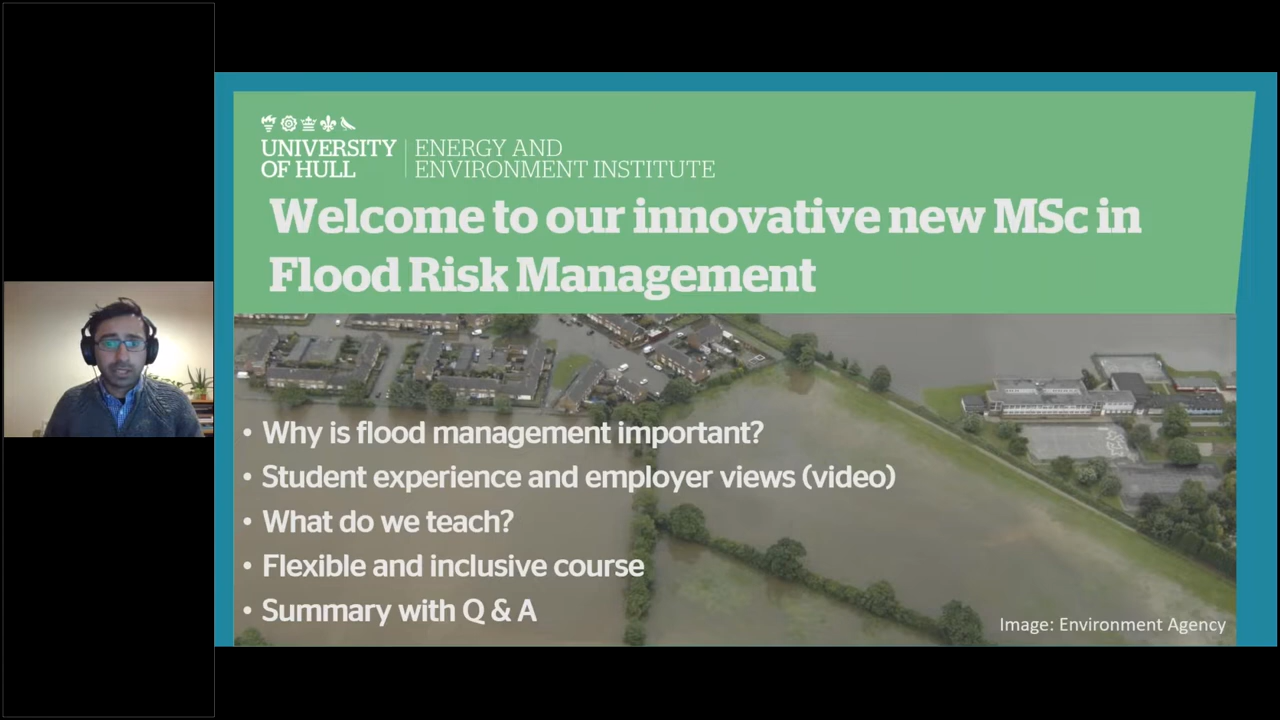 UNIVERSITY
OF HULL
ENERGY AND
ENVIRONMENT INSTITUTE
Welcome to our innovative new MSc in
Flood Risk Management
• Why is flood management important?
• Student experience and employer views (video)
• What do we teach?
• Flexible and inclusive course
• Summary with Q & A
Image: Environment Agency